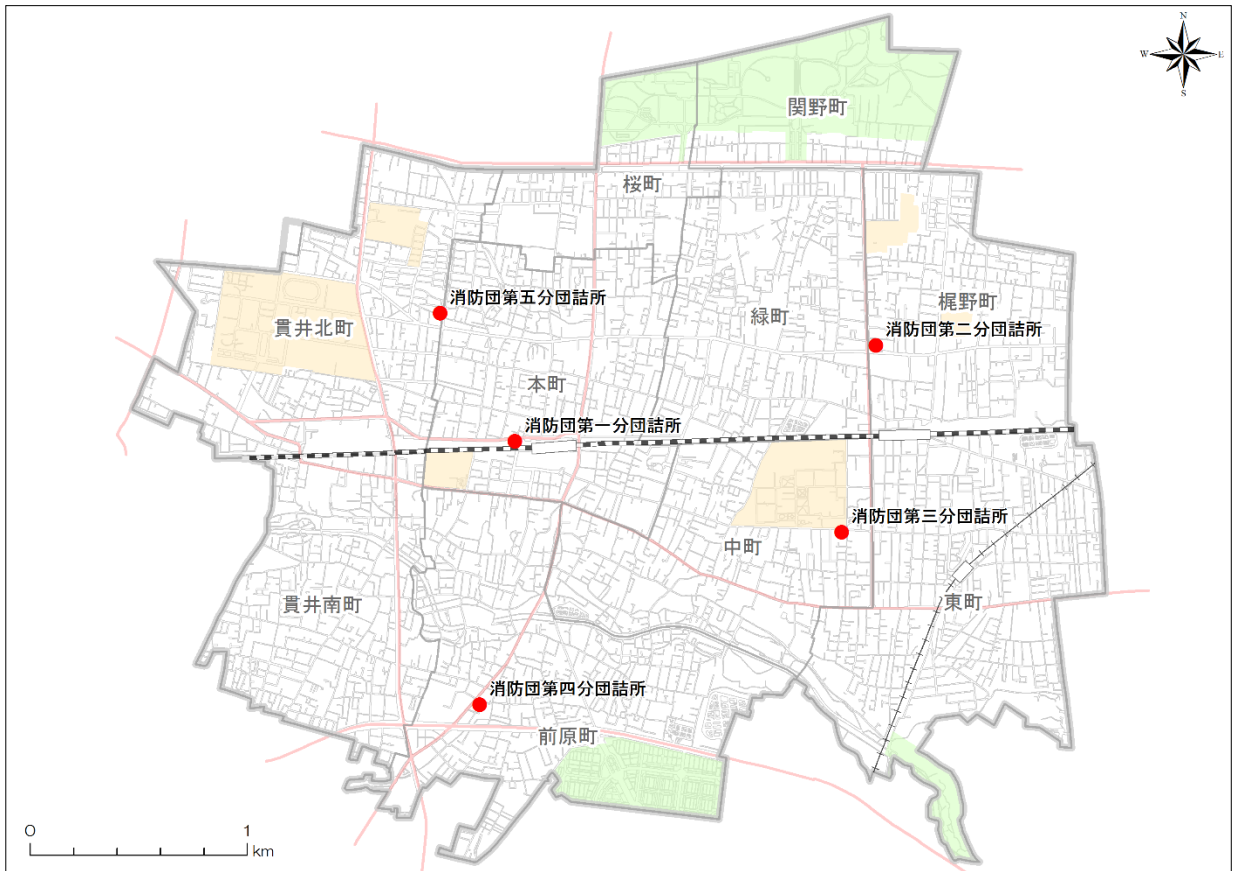 N
W
E
S
関野町
桜町
消防団第五分団詰所
梶野町
緑町
貫井北町
消防団第二分団詰所
本町
消防団第一分団詰所
消防団第三分団詰所
中町
貫井南町
東町
消防団第四分団詰所
前原町
0
1
km